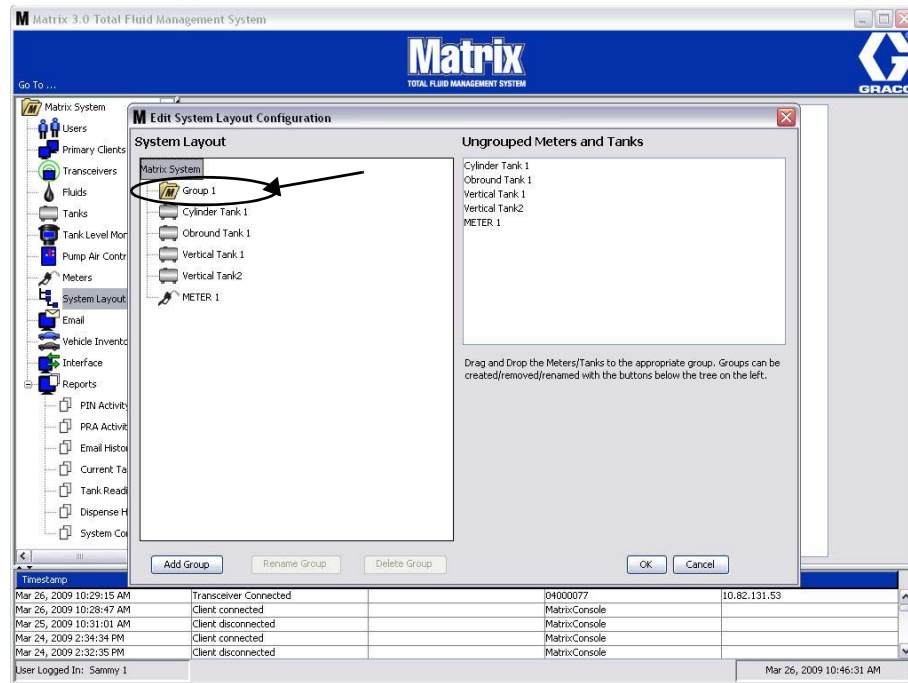 M Matrix 3.0 Total Fluid Management System
Matrix
TOTAL FLUID MANAGEMENT SYSTEM
Go To ...
GRACO
Matrix System
Users
Primary Clients
Transceivers
Fluids
Tanks
Tank Level Mon
Pump Air Contr
Meters
System Layout
Email
Vehicle Invento
Interface
Reports
PIN Activity
PRA Activit
Email Histor
Current Ta
Tank Readi
Dispense H
System Co
M Edit System Layout Configuration
System Layout
Matrix System
Group 1
Cylinder Tank 1
Obround Tank 1
Vertical Tank 1
Vertical Tank2
METER 1
Ungrouped Meters and Tanks
Cylinder Tank 1
Obround Tank 1
Vertical Tank 1
Vertical Tank2
METER 1
Drag and Drop the Meters/Tanks to the appropriate group. Groups can be
created/removed/renamed with the buttons below the tree on the left.
Add Group Rename Group Delete Group OK Cancel
Timestamp
Mar 26, 2009 10:29:15 AM Transceiver Connected 04000077 10.82.131.53
Mar 26, 2009 10:28:47 AM Client connected MatrixConsole
Mar 25, 2009 10:31:01 AM Client disconnected MatrixConsole
Mar 24, 2009 2:34:34 PM Client connected MatrixConsole
Mar 24, 2009 2:32:35 PM Client disconnected MatrixConsole
User Logged In: Sammy 1 Mar 26, 2009 10:46:31 AM